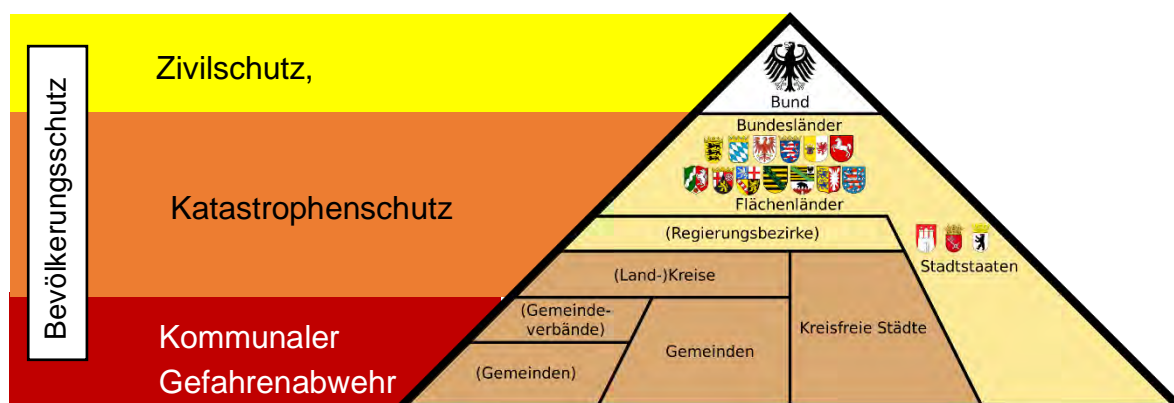 Bevölkerungsschutz
Zivilschutz,
Katastrophenschutz
Kommunaler
Gefahrenabwehr
Bund
Bundesländer
Flächenländer
(Regierungsbezirke)
Stadtstaaten
(Land-)Kreise
(Gemeinde-
verbände)
(Gemeinden)
Gemeinden
Kreisfreie Städte